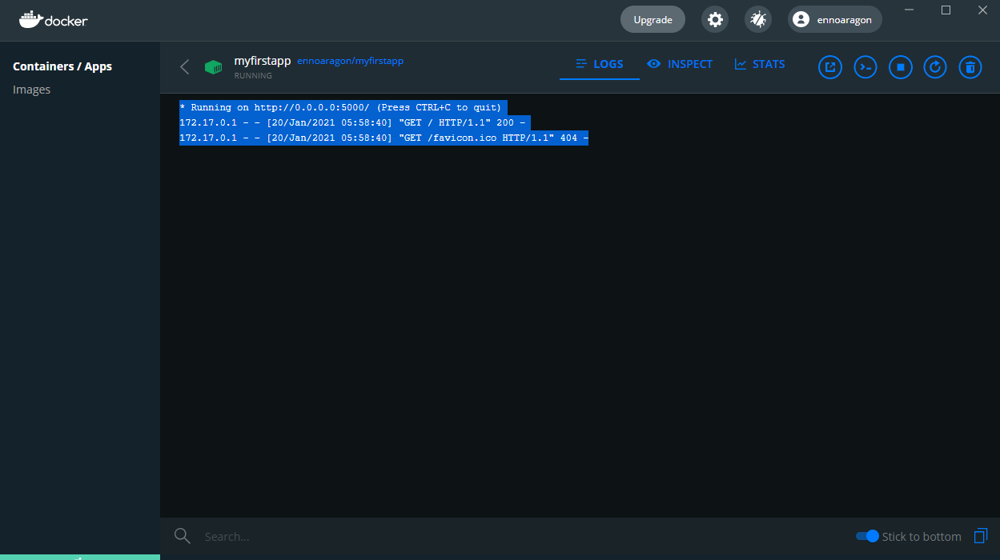 docker
Upgrade
ennoaragon
Containers / Apps
Images
myfirstapp ennoaragon/myfirstapp
RUNNING
LOGS
INSPECT
STATS
* Running on http://0.0.0.0:5000/ (Press CTRL+C to quit)
172.17.0.1 - - [20/Jan/2021 05:58:40] "GET / HTTP/1.1" 200 -
172.17.0.1 - - [20/Jan/2021 05:58:40] "GET /favicon.ico HTTP/1.1" 404 -
Search...
Stick to bottom